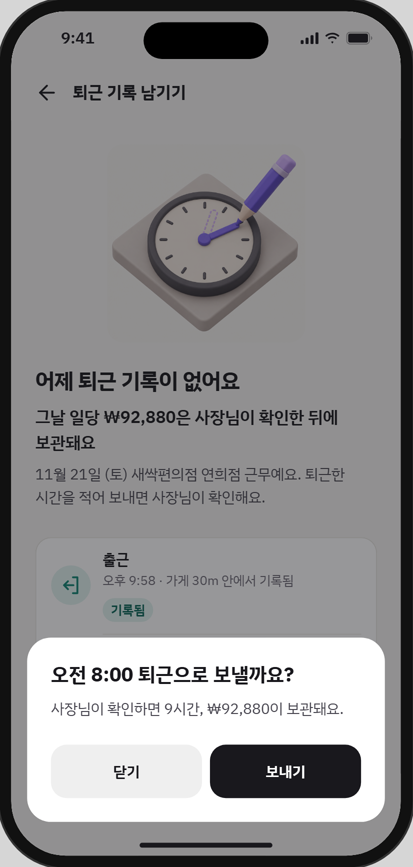 9:41
퇴근 기록 남기기
어제 퇴근 기록이 없어요
그날 일당 ₩92,880은 사장님이 확인한 뒤에
보관돼요
11월 21일 (토) 새싹편의점 연희점 근무예요. 퇴근한
시간을 적어 보내면 사장님이 확인해요.
출근
오후 9:58 · 가게 30m 안에서 기록됨
기록됨
오전 8:00 퇴근으로 보낼까요?
사장님이 확인하면 9시간, ₩92,880이 보관돼요.
닫기
보내기